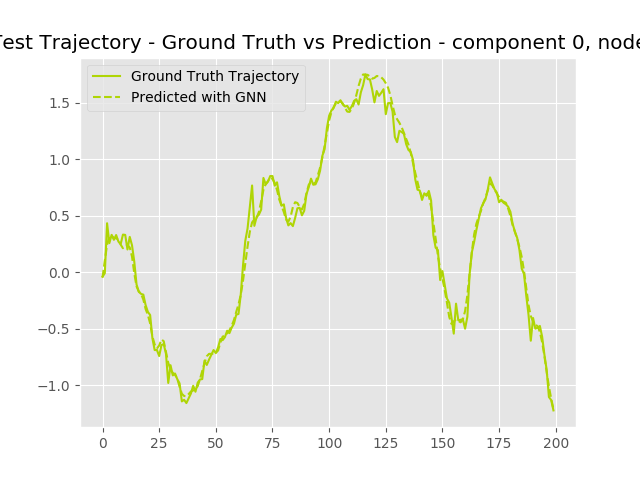 Test Trajectory - Ground Truth vs Prediction - component 0, node
Ground Truth Trajectory
Predicted with GNN
1.5
1.0
0.5
0.0
−0.5
−1.0
0 25 50 75 100 125 150 175 200